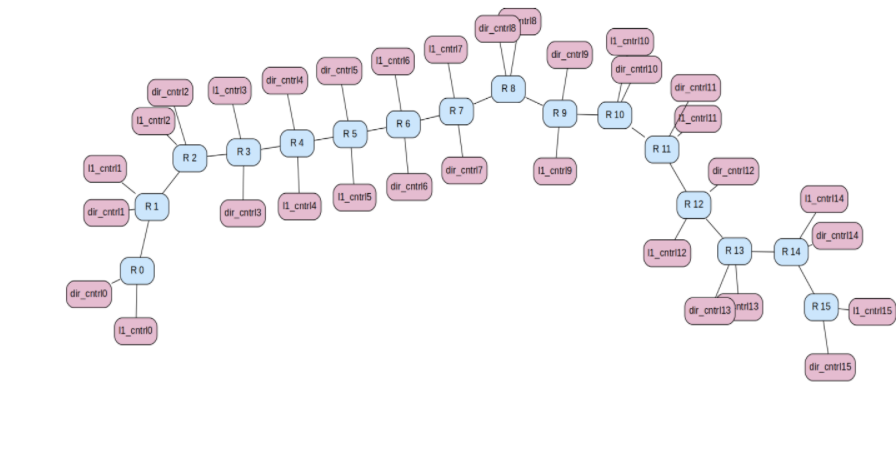 dir_cntrl8
ntrl8
l1_cntrl10
l1_cntrl7
dir_cntrl9
l1_cntrl6
dir_cntrl10
dir_cntrl5
dir_cntrl4
R 8
dir_cntrl11
dir_cntrl2
l1_cntrl3
R 7
R 9
R 10
l1_cntrl2
R 6
l1_cntrl11
R 5
R 4
R 3
R 11
R 2
l1_cntrl1
l1_cntrl9
dir_cntrl7
dir_cntrl12
dir_cntrl6
l1_cntrl5
l1_cntrl14
R 1
R 12
l1_cntrl4
dir_cntrl1
dir_cntrl3
dir_cntrl14
R 13
R 14
l1_cntrl12
R 0
dir_cntrl0
R 15
ntrl13
dir_cntrl13
l1_cntrl15
l1_cntrl0
dir_cntrl15